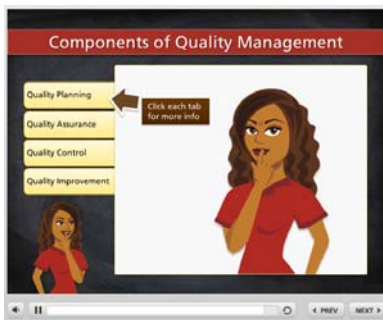 Components of Quality Management
Quality Planning
Click each tab
for more info
Quality Assurance
Quality Control
Quality Improvement
< PREV
NEXT >